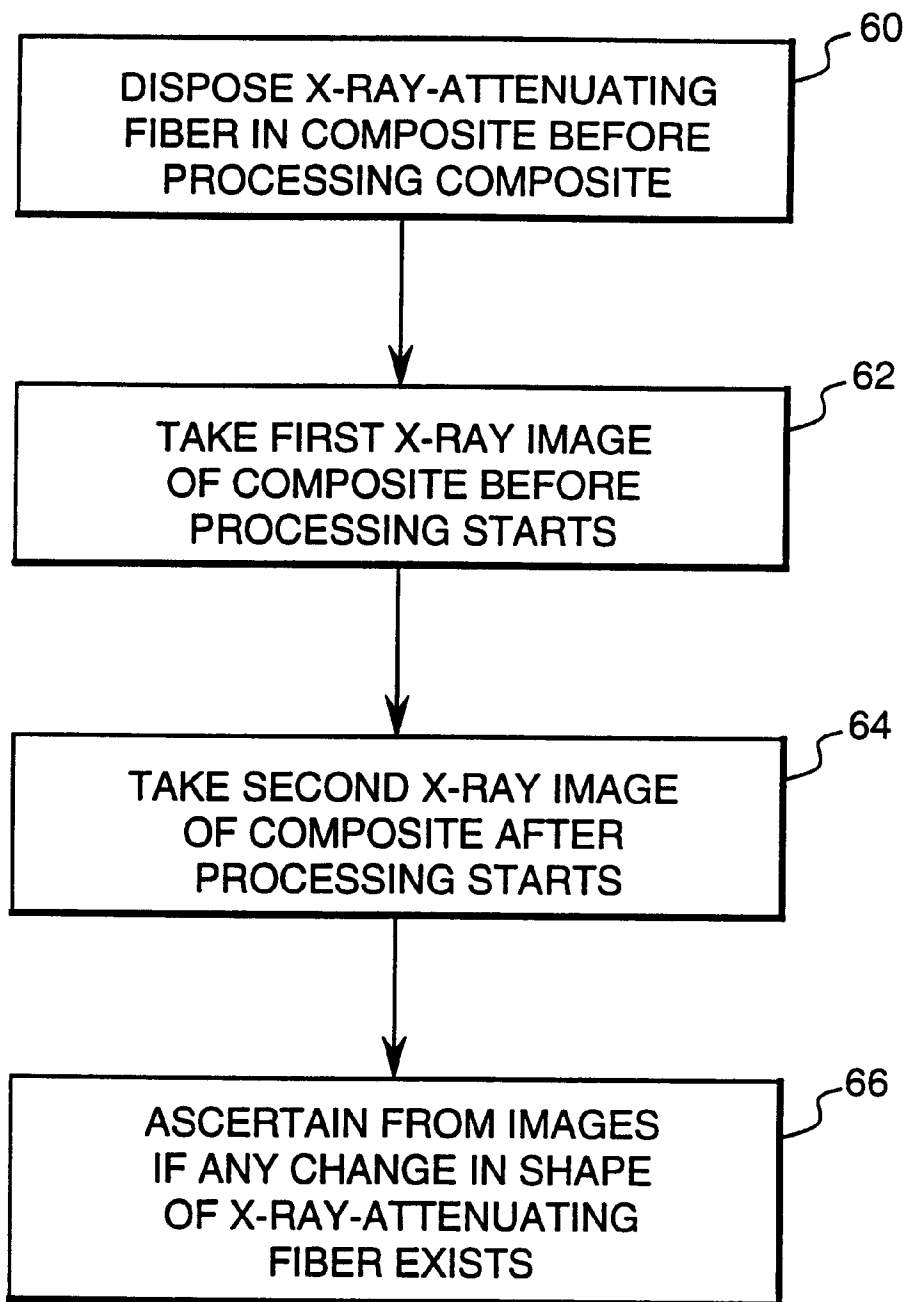 60
DISPOSE X-RAY-ATTENUATING
FIBER IN COMPOSITE BEFORE
PROCESSING COMPOSITE
62
TAKE FIRST X-RAY IMAGE
OF COMPOSITE BEFORE
PROCESSING STARTS
64
TAKE SECOND X-RAY IMAGE
OF COMPOSITE AFTER
PROCESSING STARTS
66
ASCERTAIN FROM IMAGES
IF ANY CHANGE IN SHAPE
OF X-RAY-ATTENUATING
FIBER EXISTS